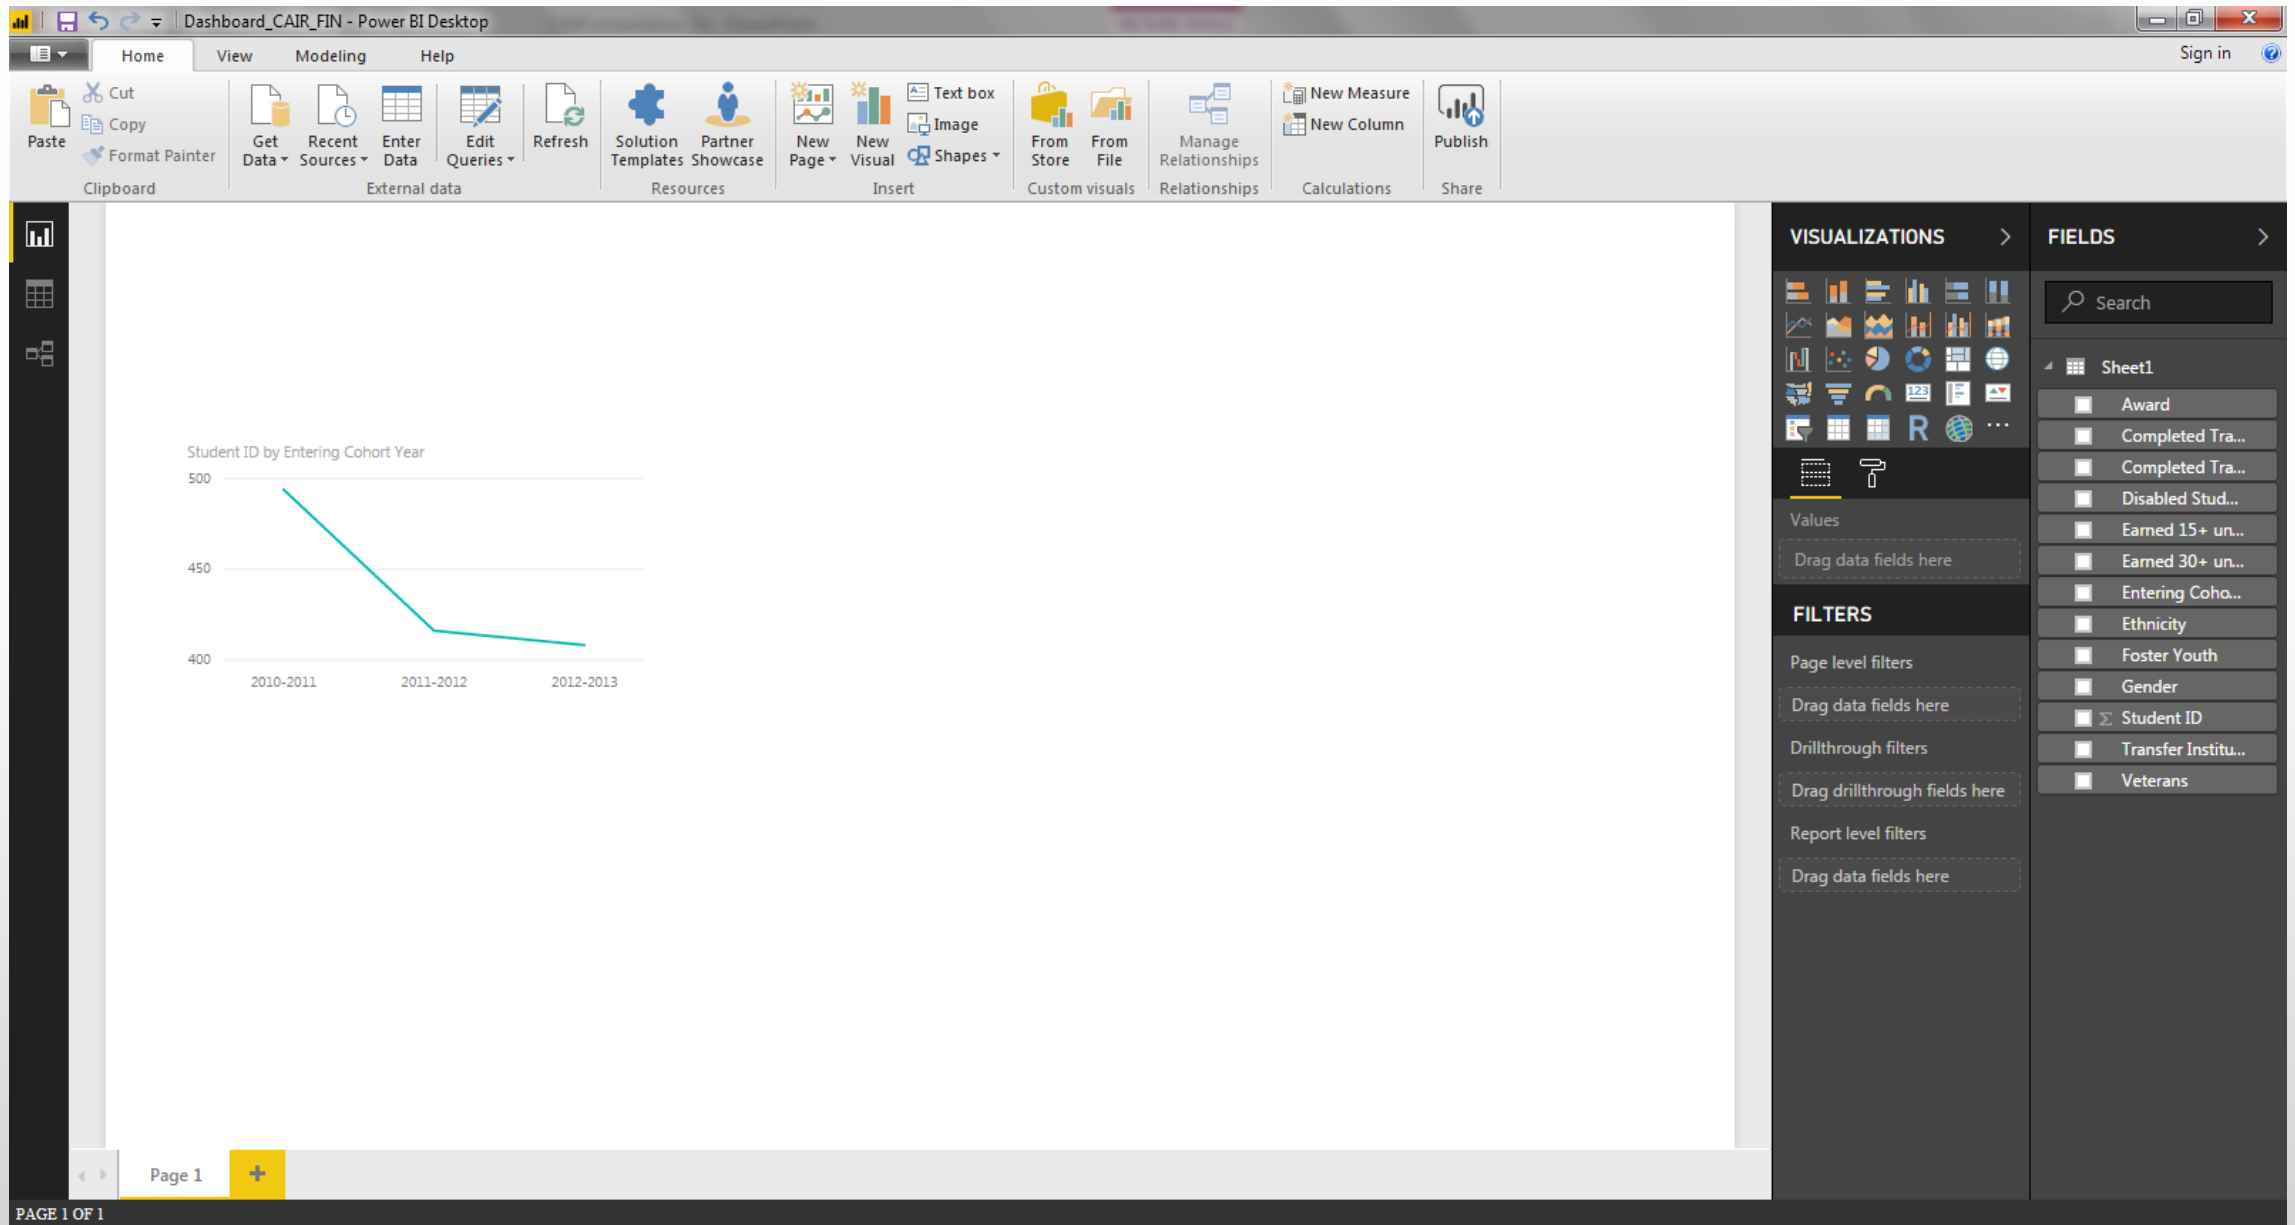 Dashboard_CAIR_FIN - Power BI Desktop
Home View Modeling Help Sign in
Paste
Cut
Copy
Format Painter
Clipboard
Get Data
Recent Sources
Enter Data
Edit Queries
Refresh
External data
Solution Templates
Partner Showcase
Resources
New Page
New Visual
Text box
Image
Shapes
Insert
From Store
From File
Custom visuals
Manage Relationships
Relationships
New Measure
New Column
Calculations
Publish
Share
Student ID by Entering Cohort Year
500
450
400
2010-2011 2011-2012 2012-2013
VISUALIZATIONS
123
R
Values
Drag data fields here
FILTERS
Page level filters
Drag data fields here
Drillthrough filters
Drag drillthrough fields here
Report level filters
Drag data fields here
FIELDS
Search
Sheet1
Award
Completed Tra...
Completed Tra...
Disabled Stud...
Earned 15+ un...
Earned 30+ un...
Entering Coho...
Ethnicity
Foster Youth
Gender
Σ Student ID
Transfer Institu...
Veterans
Page 1
PAGE 1 OF 1